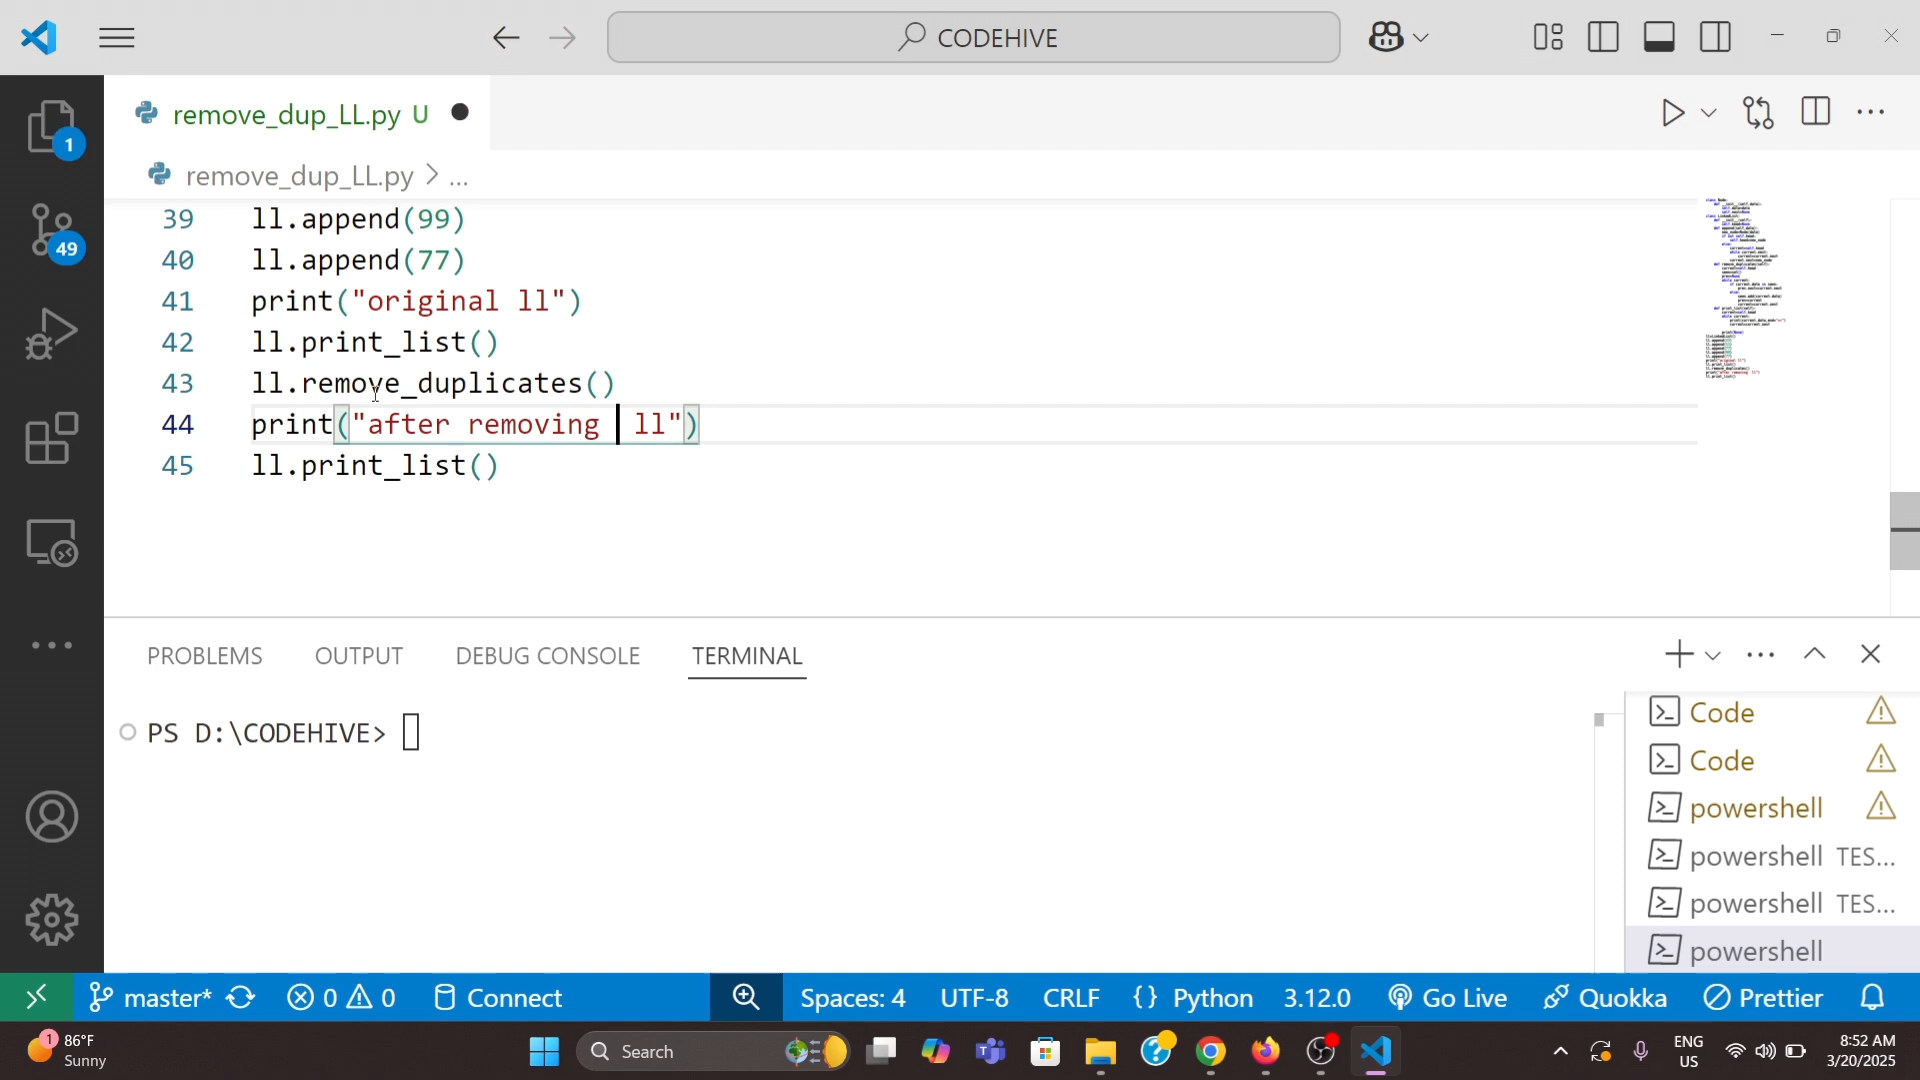 CODEHIVE
remove_dup_LL.py U
remove_dup_LL.py > ...
1
49
39 ll.append(99)
40 ll.append(77)
41 print("original ll")
42 ll.print_list()
43 ll.remove_duplicates()
44 print("after removing  ll")
45 ll.print_list()
PROBLEMS OUTPUT DEBUG CONSOLE TERMINAL
PS D:\CODEHIVE>
Code
Code
powershell
powershell TES...
powershell TES...
powershell
master* 0 0 Connect Spaces: 4 UTF-8 CRLF {} Python 3.12.0 Go Live Quokka Prettier
1 86°F
Sunny
Search
ENG
US
8:52 AM
3/20/2025